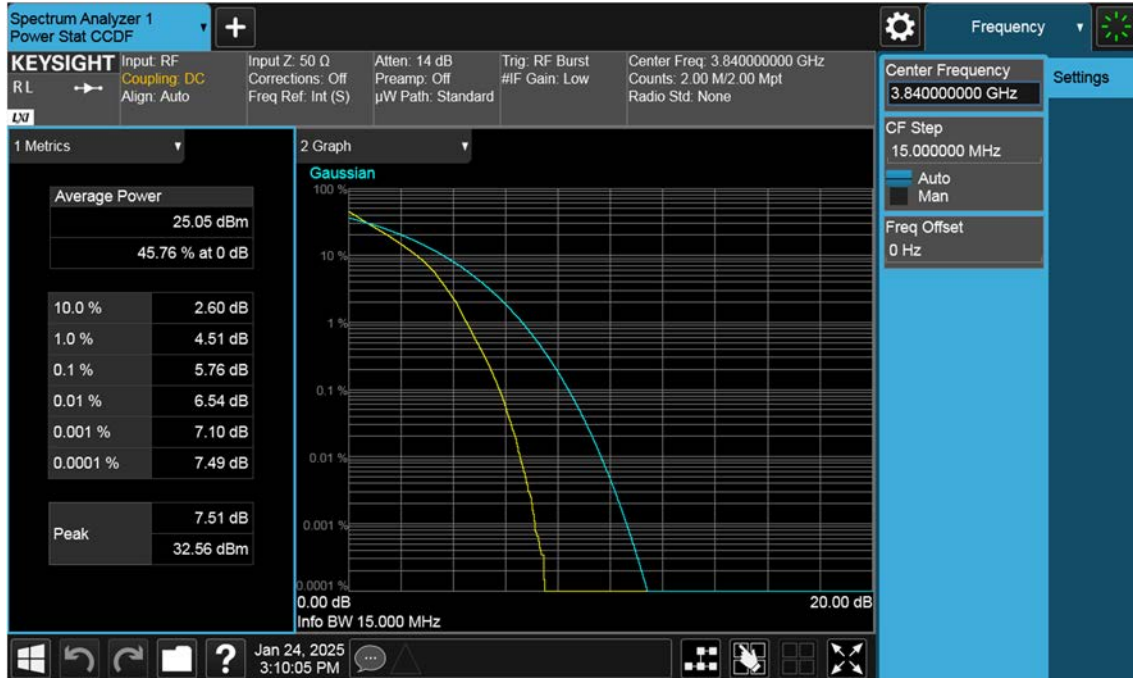 Spectrum Analyzer 1
Power Stat CCDF
+
Frequency
KEYSIGHT
R L
LXI
Input: RF
Coupling: DC
Align: Auto
Input Z: 50 Ω
Corrections: Off
Freq Ref: Int (S)
Atten: 14 dB
Preamp: Off
µW Path: Standard
Trig: RF Burst
#IF Gain: Low
Center Freq: 3.840000000 GHz
Counts: 2.00 M/2.00 Mpt
Radio Std: None
Center Frequency
3.840000000 GHz
Settings
CF Step
15.000000 MHz
Auto
Man
Freq Offset
0 Hz
1 Metrics
Average Power
25.05 dBm
45.76 % at 0 dB
10.0 % 2.60 dB
1.0 % 4.51 dB
0.1 % 5.76 dB
0.01 % 6.54 dB
0.001 % 7.10 dB
0.0001 % 7.49 dB
Peak
7.51 dB
32.56 dBm
2 Graph
Gaussian
100 %
10 %
1 %
0.1 %
0.01 %
0.001 %
0.0001 %
0.00 dB 20.00 dB
Info BW 15.000 MHz
?
Jan 24, 2025
3:10:05 PM